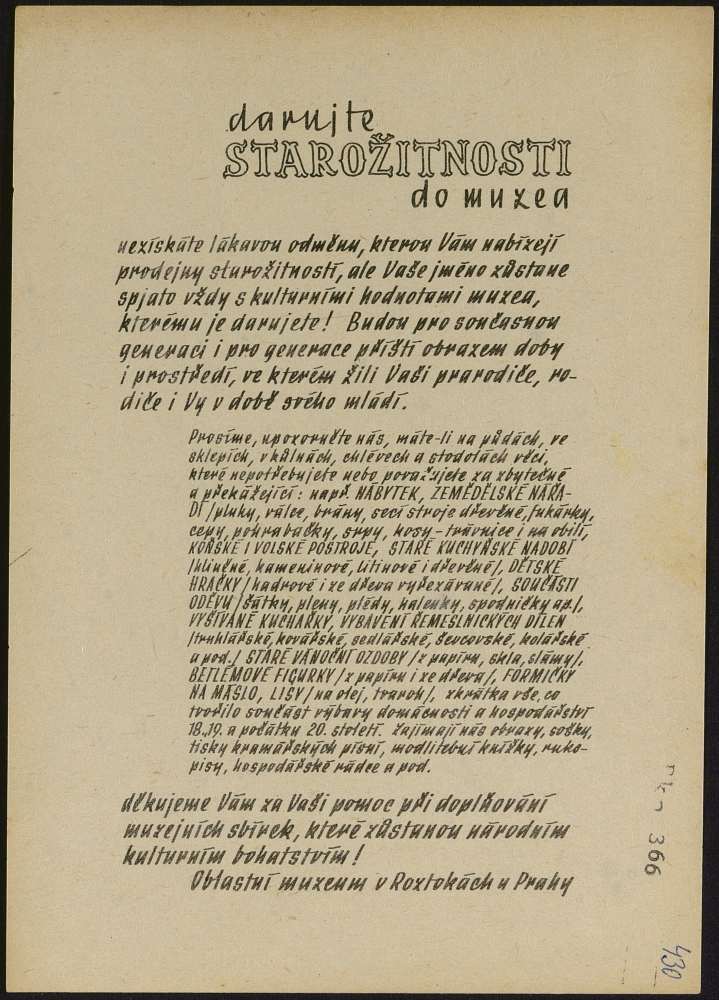 darujte
STAROŽITNOSTI
do muzea
nezískáte lákavou odměnu, kterou Vám nabízejí
prodejny starožitností, ale Vaše jméno zůstane
spjato vždy s kulturními hodnotami muzea,
kterému je darujete! Budou pro současnou
generaci i pro generace příští obrazem doby
i prostředí, ve kterém žili Vaši prarodiče, ro-
diče i Vy v době svého mládí.
Prosíme, upozorněte nás, máte-li na půdách, ve
sklepích, v kůlnách, chlévech a stodolách věci,
které nepotřebujete nebo považujete za zbytečné
a překážející: např. NÁBYTEK, ZEMĚDĚLSKÉ NÁŘA-
DÍ /pluhy, válce, brány, secí stroje dřevěné, fukárky,
cepy, pohrabačky, srpy, kosy - trávnice i na obilí,
KOŇSKÉ I VOLSKÉ POSTROJE, STARÉ KUCHYŇSKÉ NÁDOBÍ
/hliněné, kameninové, litinové i dřevěné/, DĚTSKÉ
HRAČKY /hadrové i ze dřeva vyřezávané/, SOUČÁSTI
ODĚVU /šátky, pleny, plédy, halenky, spodničky ap./,
VYŠÍVANÉ KUCHAŘKY, VYBAVENÍ ŘEMESLNICKÝCH DÍLEN
/truhlářské, kovářské, sedlářské, ševcovské, kolářské
a pod./ STARÉ VÁNOČNÍ OZDOBY /z papíru, skla, slámy/,
BETLÉMOVÉ FIGURKY /z papíru i ze dřeva/, FORMIČKY
NA MÁSLO, LISY /na olej, tvaroh/, zkrátka vše, co
tvořilo součást výbavy domácnosti a hospodářství
18.,19. a počátku 20. století. Zajímají nás obrazy, sošky,
tisky kramářských písní, modlitební knížky, ruko-
pisy, hospodářské rádce a pod.
děkujeme Vám za Vaši pomoc při doplňování
muzejních sbírek, které zůstanou národním
kulturním bohatstvím!
Oblastní muzeum v Roztokách u Prahy
366
430